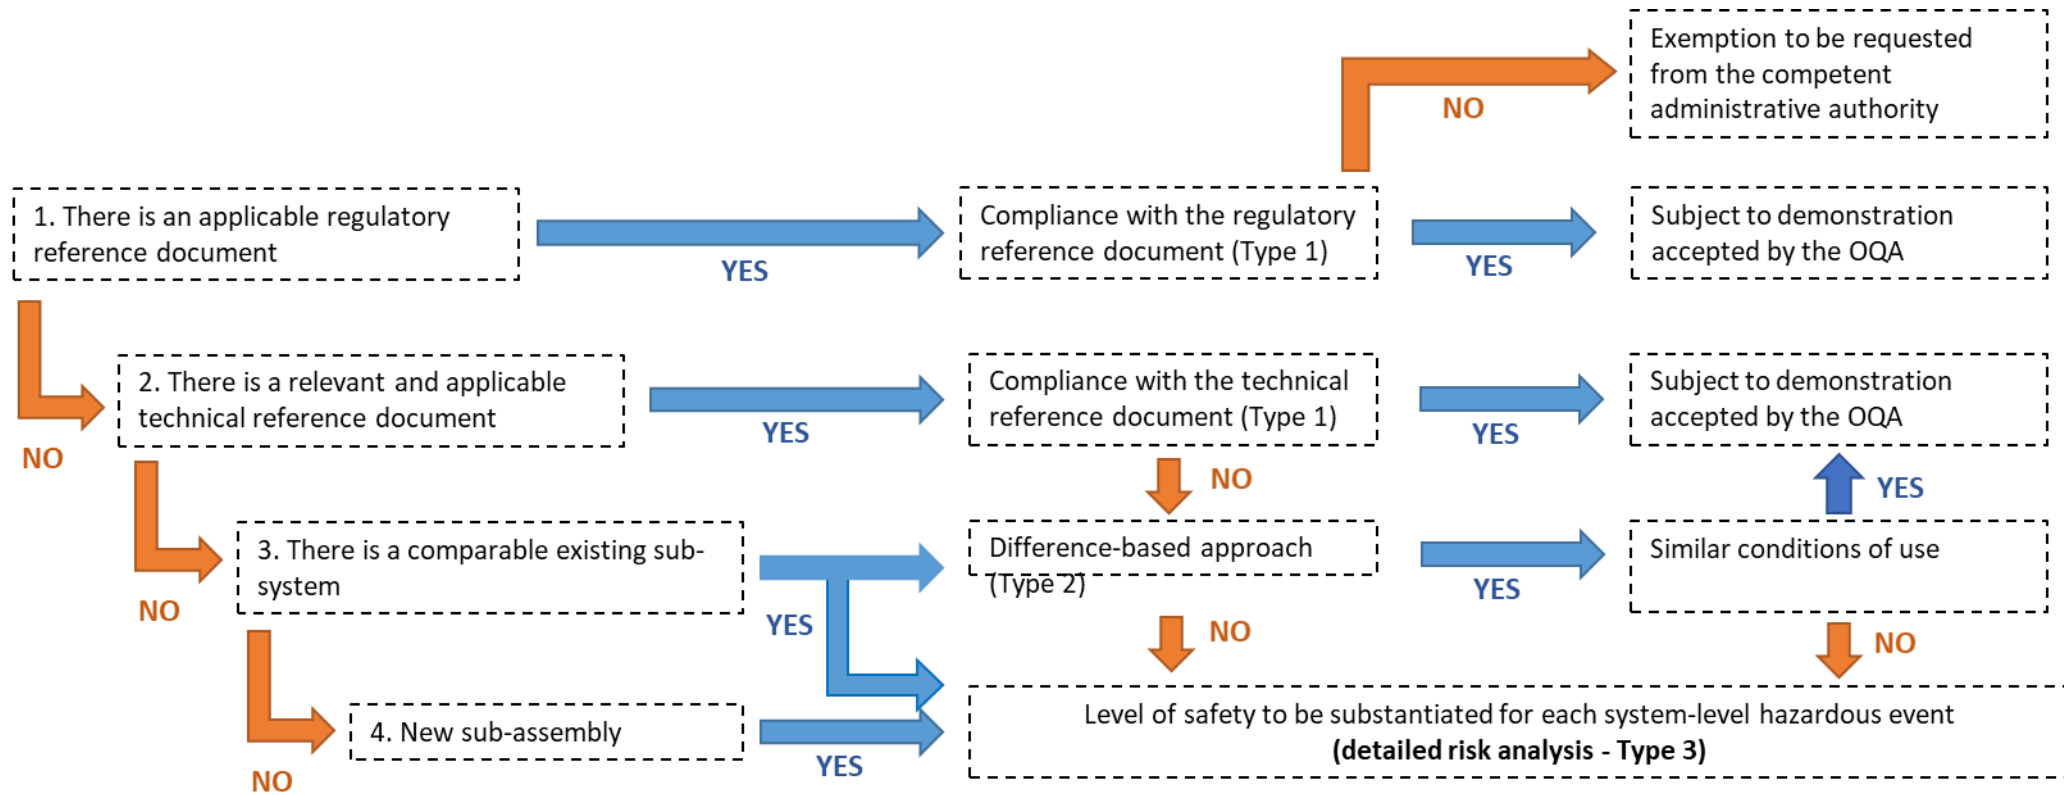 Exemption to be requested
from the competent
administrative authority
NO
1. There is an applicable regulatory
reference document
YES
Compliance with the regulatory
reference document (Type 1)
YES
Subject to demonstration
accepted by the OQA
NO
2. There is a relevant and applicable
technical reference document
YES
Compliance with the technical
reference document (Type 1)
YES
Subject to demonstration
accepted by the OQA
NO
YES
NO
3. There is a comparable existing sub-
system
YES
Difference-based approach
(Type 2)
YES
Similar conditions of use
NO
NO
NO
4. New sub-assembly
YES
Level of safety to be substantiated for each system-level hazardous event
(detailed risk analysis - Type 3)